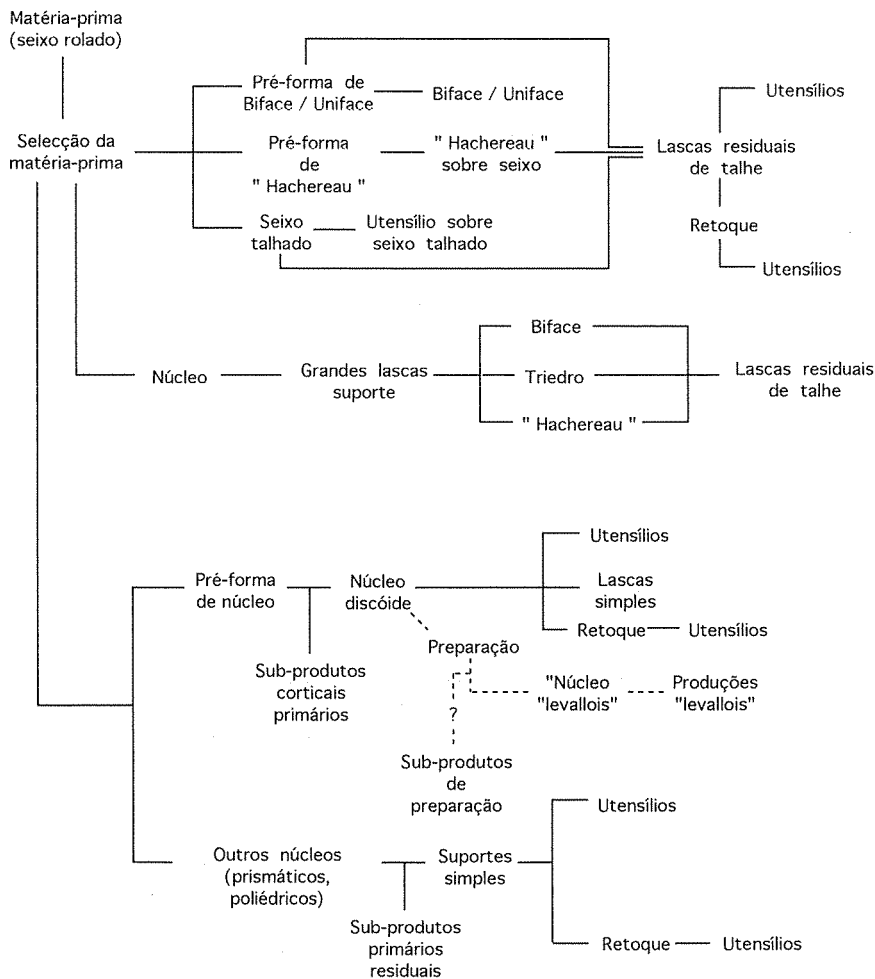 Matéria-prima
(seixo rolado)
Selecção da
matéria-prima
Pré-forma de
Biface / Uniface
Biface / Uniface
Pré-forma
de
" Hachereau "
" Hachereau "
sobre seixo
Seixo
talhado
Utensílio sobre
seixo talhado
Lascas residuais
de talhe
Utensílios
Retoque
Utensílios
Núcleo
Grandes lascas
suporte
Biface
Triedro
" Hachereau "
Lascas residuais
de talhe
Pré-forma
de núcleo
Núcleo
discóide
Utensílios
Lascas
simples
Retoque
Utensílios
Sub-produtos
corticais
primários
Preparação
?
"Núcleo
"levallois"
Produções
"levallois"
Sub-produtos
de
preparação
Outros núcleos
(prismáticos,
poliédricos)
Suportes
simples
Utensílios
Sub-produtos
primários
residuais
Retoque
Utensílios